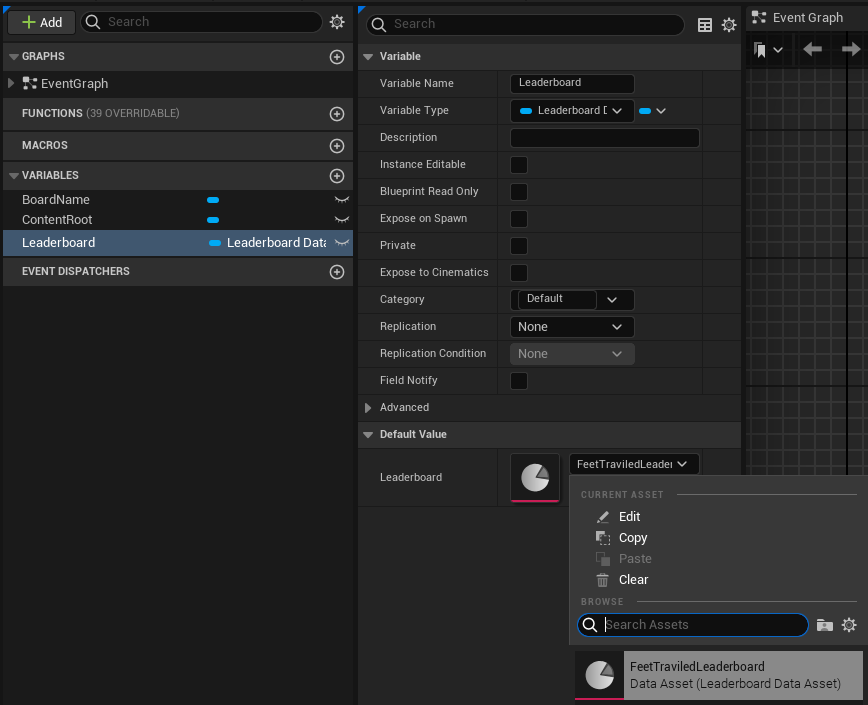 Add
Search
GRAPHS
EventGraph
FUNCTIONS (39 OVERRIDABLE)
MACROS
VARIABLES
BoardName
ContentRoot
Leaderboard Leaderboard Data
EVENT DISPATCHERS
Search
Variable
Variable Name Leaderboard
Variable Type Leaderboard D
Description
Instance Editable
Blueprint Read Only
Expose on Spawn
Private
Expose to Cinematics
Category Default
Replication None
Replication Condition None
Field Notify
Advanced
Default Value
Leaderboard FeetTraviledLeader
CURRENT ASSET
Edit
Copy
Paste
Clear
BROWSE
Search Assets
FeetTraviledLeaderboard
Data Asset (Leaderboard Data Asset)
Event Graph